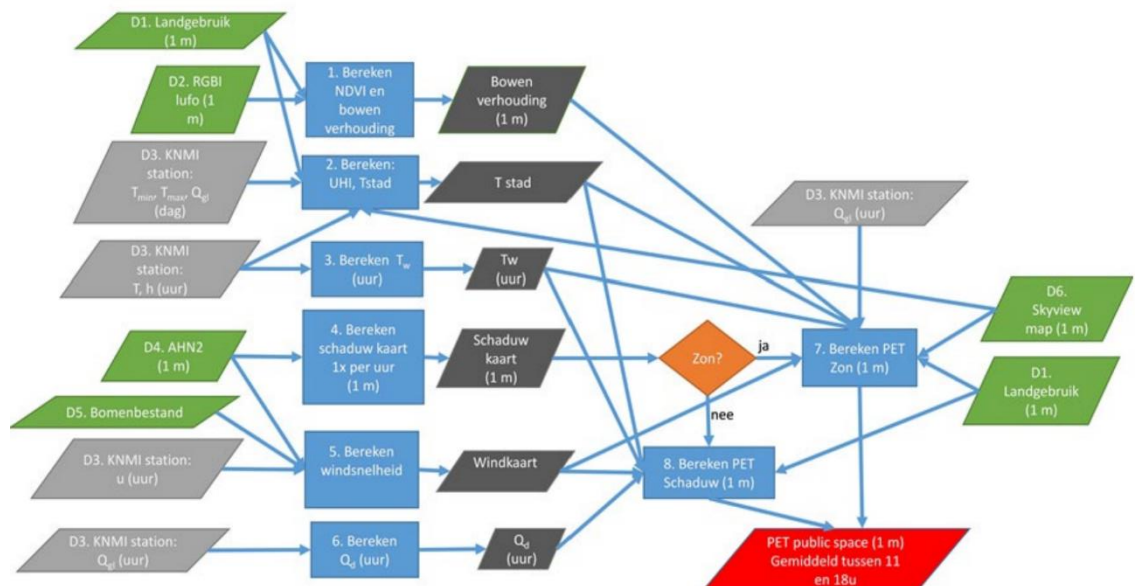 D1. Landgebruik
(1 m)
D2. RGBI
lufo (1
m)
1. Bereken
NDVI en
bowen
verhouding
Bowen
verhouding
(1 m)
D3. KNMI
station:
Tmin, Tmax, Qgl
(dag)
2. Bereken:
UHI, Tstad
T stad
D3. KNMI station:
Qgl (uur)
D3. KNMI
station:
T, h (uur)
3. Bereken Tw
(uur)
Tw
(uur)
D6.
Skyview
map (1 m)
D4. AHN2
(1 m)
4. Bereken
schaduw kaart
1x per uur
(1 m)
Schaduw
kaart
(1 m)
Zon?
ja
nee
7. Bereken PET
Zon (1 m)
D1.
Landgebruik
(1 m)
D5. Bomenbestand
D3. KNMI station:
u (uur)
5. Bereken
windsnelheid
Windkaart
8. Bereken PET
Schaduw (1 m)
D3. KNMI station:
Qgl (uur)
6. Bereken
Qd (uur)
Qd
(uur)
PET public space (1 m)
Gemiddeld tussen 11
en 18u